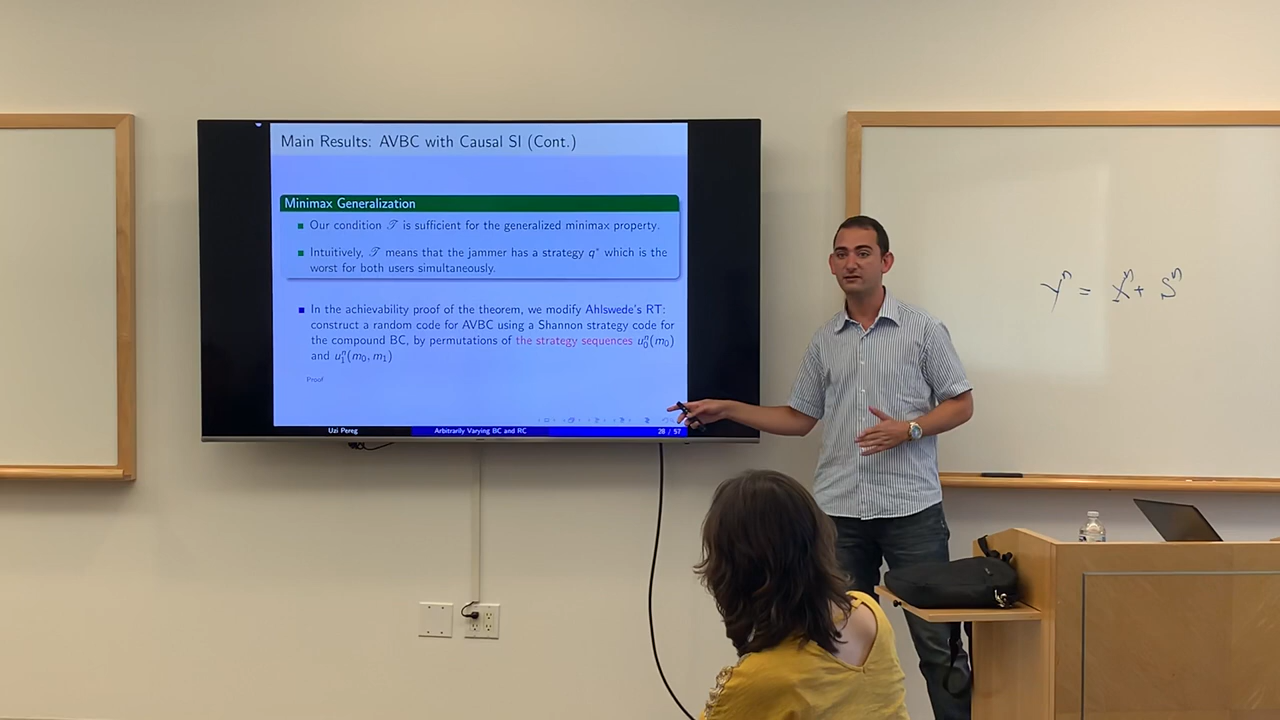 Main Results: AVBC with Causal SI (Cont.)
Minimax Generalization
Our condition 𝒯 is sufficient for the generalized minimax property.
Intuitively, 𝒯 means that the jammer has a strategy q* which is the
worst for both users simultaneously.
In the achievability proof of the theorem, we modify Ahlswede's RT:
construct a random code for AVBC using a Shannon strategy code for
the compound BC, by permutations of the strategy sequences u₀ⁿ(m₀)
and u₁ⁿ(m₀, m₁)
Proof
Uzi Pereg Arbitrarily Varying BC and RC 28 / 57
Yⁿ = Xⁿ + Sⁿ